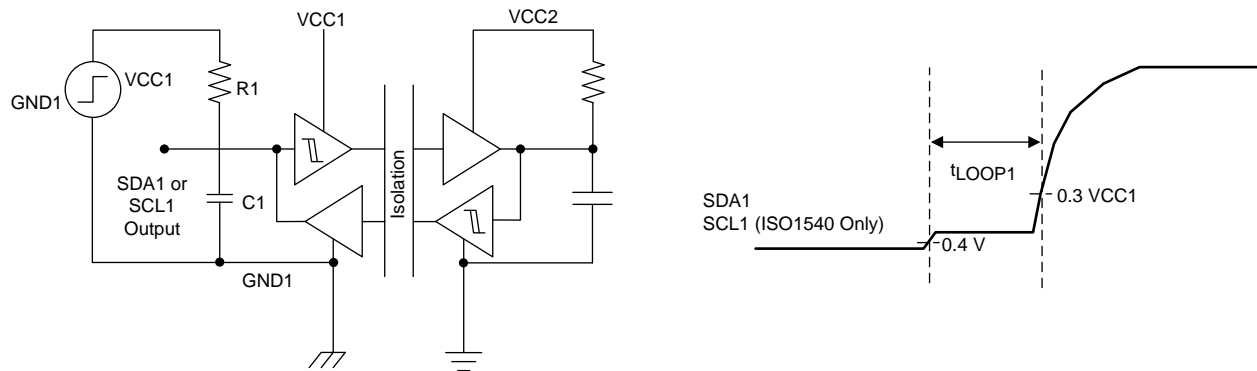 VCC1
VCC2
VCC1
GND1
R1
SDA1 or
SCL1
Output
C1
Isolation
GND1
tLOOP1
0.3 VCC1
SDA1
SCL1 (ISO1540 Only)
0.4 V